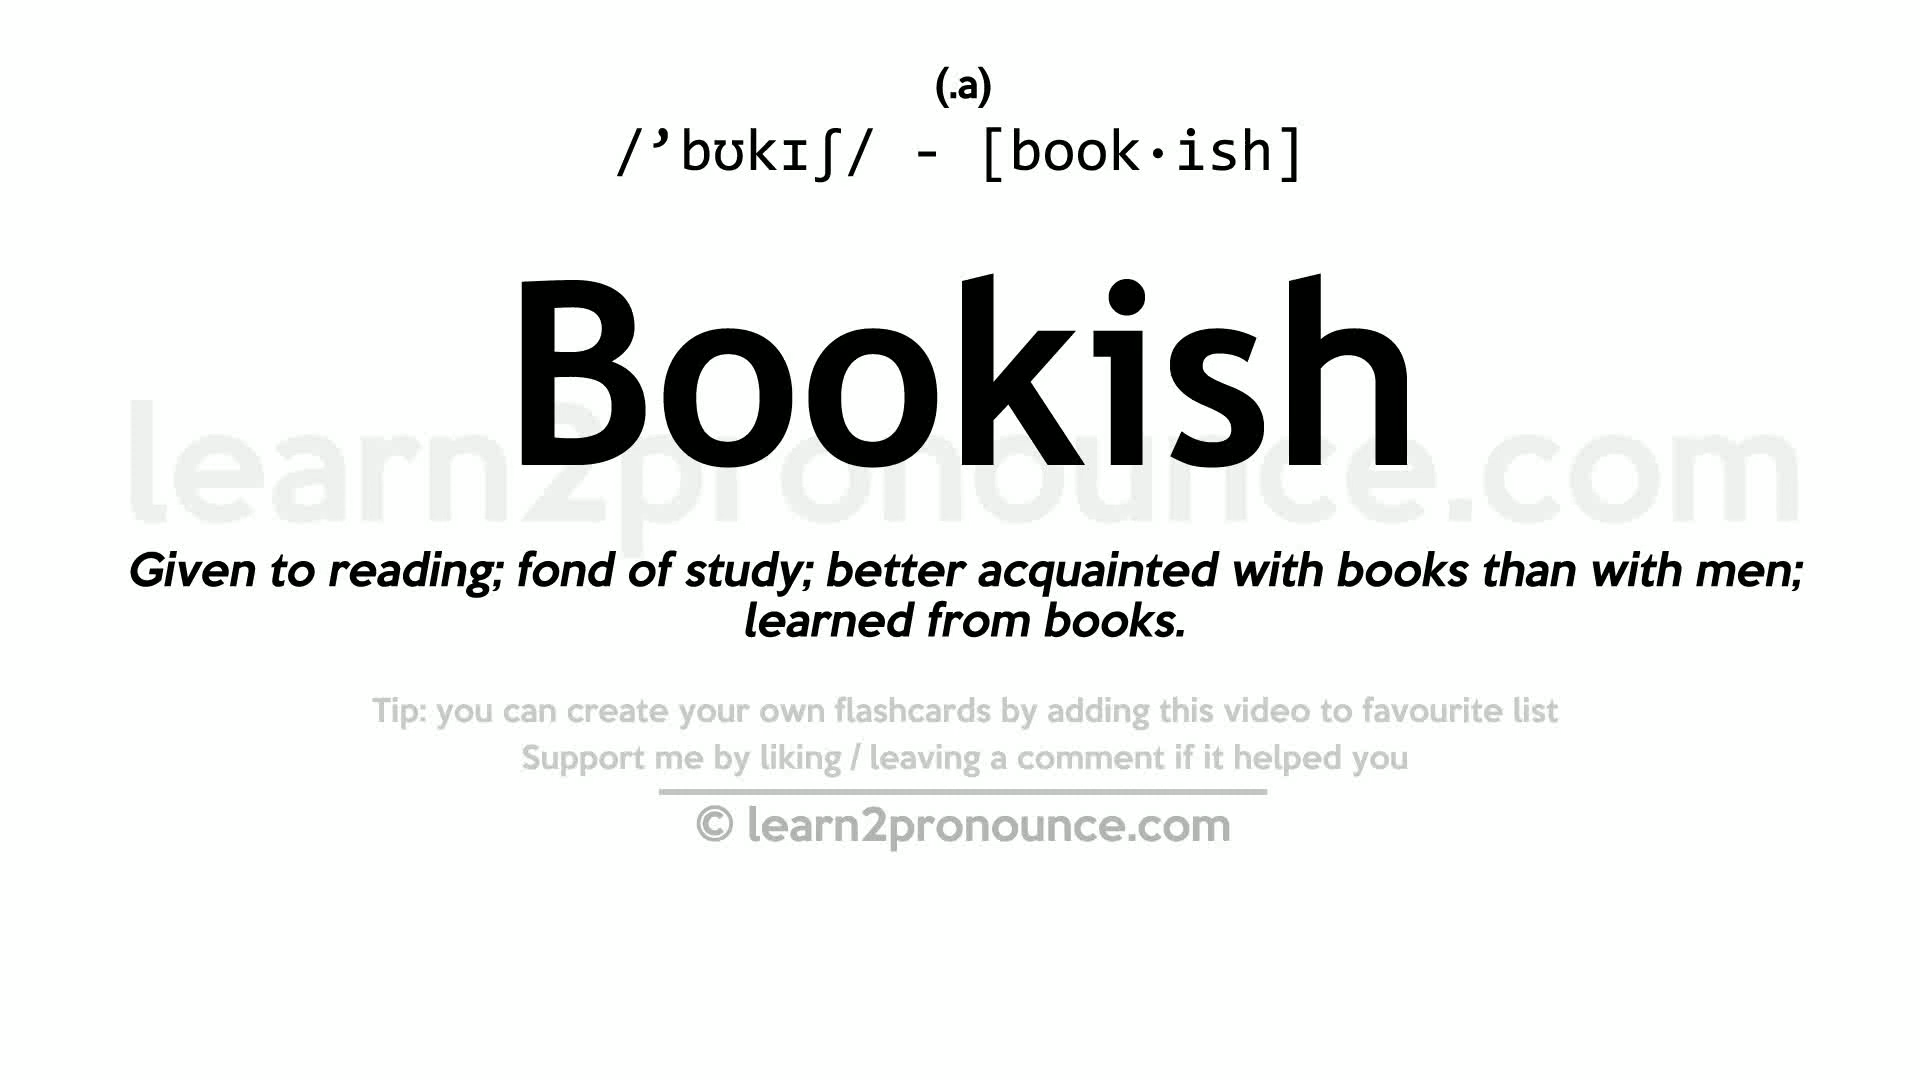 (.a)
/’bʊkɪʃ/ - [book·ish]
Bookish
learn2pronounce.com
Given to reading; fond of study; better acquainted with books than with men;
learned from books.
Tip: you can create your own flashcards by adding this video to favourite list
Support me by liking / leaving a comment if it helped you
© learn2pronounce.com